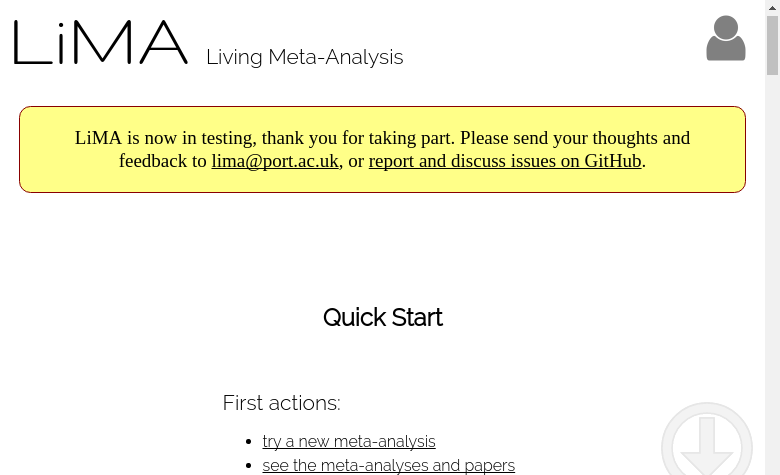 LiMA Living Meta-Analysis
LiMA is now in testing, thank you for taking part. Please send your thoughts and
feedback to lima@port.ac.uk, or report and discuss issues on GitHub.
Quick Start
First actions:
try a new meta-analysis
see the meta-analyses and papers